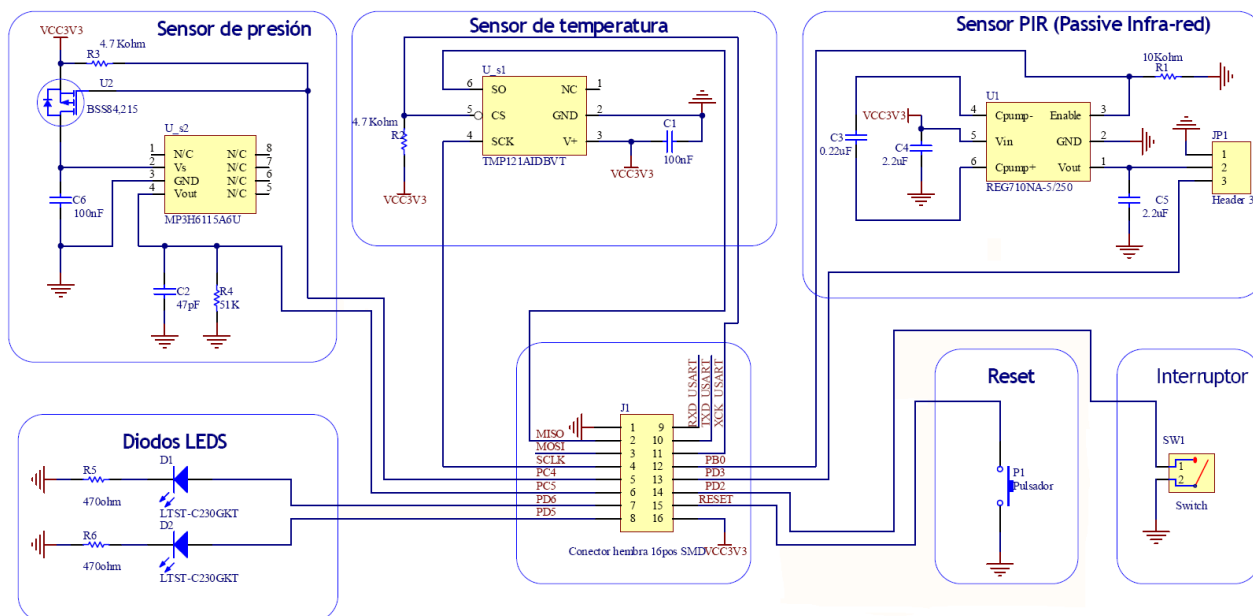 Sensor de presión
VCC3V3
4.7 Kohm
R3
U2
BSS84,215
U_s2
1 N/C N/C 8
2 Vs N/C 7
3 GND N/C 6
4 Vout N/C 5
MP3H6115A6U
C6
100nF
C2
47pF
R4
51K
Sensor de temperatura
U_s1
6 SO NC 1
5 CS GND 2
4 SCK V+ 3
TMP121AIDBVT
4.7 Kohm
R2
VCC3V3
C1
100nF
VCC3V3
Sensor PIR (Passive Infra-red)
10Kohm
R1
U1
4 Cpump- Enable 3
5 Vin GND 2
6 Cpump+ Vout 1
REG710NA-5/250
VCC3V3
C3
0.22uF
C4
2.2uF
C5
2.2uF
JP1
1
2
3
Header 3
Diodos LEDS
D1
R5
470ohm
LTST-C230GKT
D2
R6
470ohm
LTST-C230GKT
RXD_USART
TXD_USART
XCK_USART
J1
1 9
MISO 2 10
MOSI 3 11
SCLK 4 12 PB0
PC4 5 13 PD3
PC5 6 14 PD2
PD6 7 15 RESET
PD5 8 16
Conector hembra 16pos SMD
VCC3V3
Reset
P1
Pulsador
Interruptor
SW1
1
2
Switch